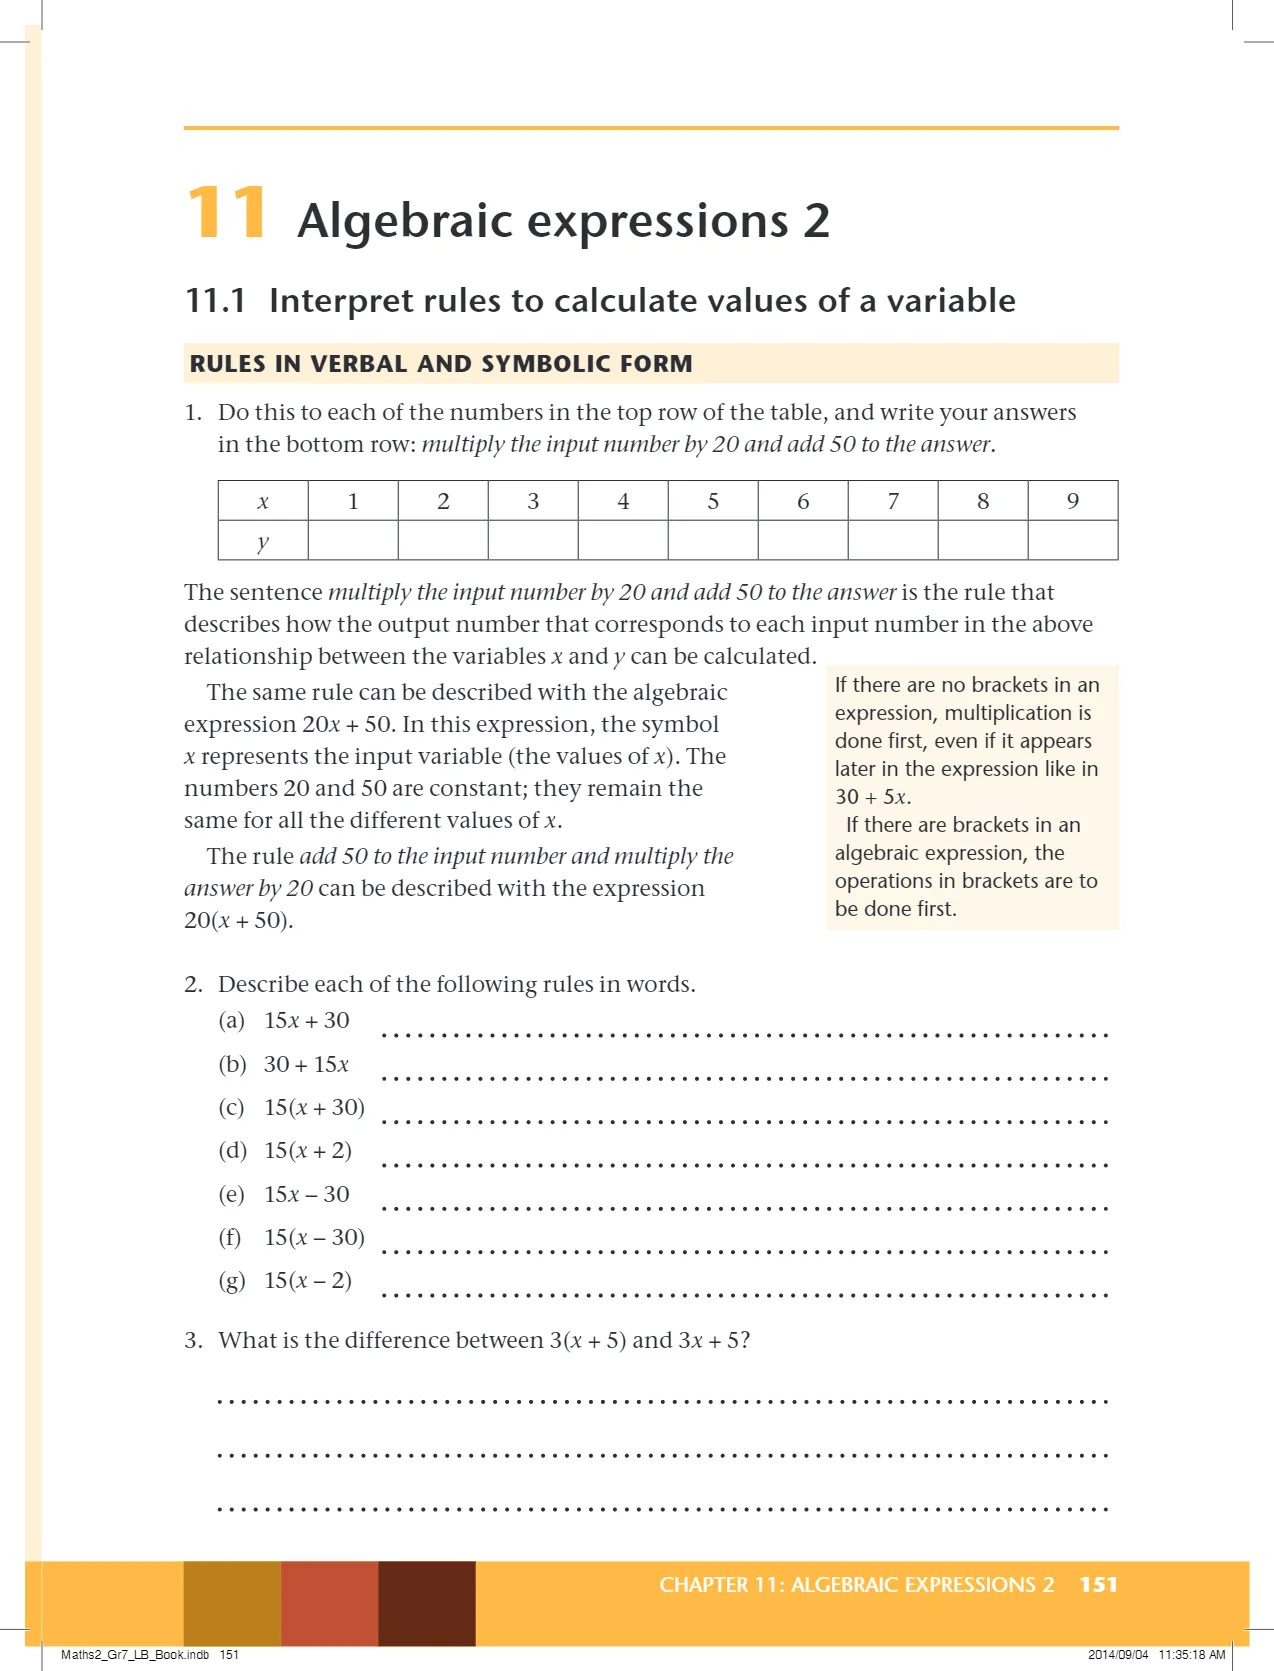 11 Algebraic expressions 2
11.1 Interpret rules to calculate values of a variable
RULES IN VERBAL AND SYMBOLIC FORM
1. Do this to each of the numbers in the top row of the table, and write your answers
in the bottom row: multiply the input number by 20 and add 50 to the answer.
x 1 2 3 4 5 6 7 8 9
y
The sentence multiply the input number by 20 and add 50 to the answer is the rule that
describes how the output number that corresponds to each input number in the above
relationship between the variables x and y can be calculated.
The same rule can be described with the algebraic
expression 20x + 50. In this expression, the symbol
x represents the input variable (the values of x). The
numbers 20 and 50 are constant; they remain the
same for all the different values of x.
The rule add 50 to the input number and multiply the
answer by 20 can be described with the expression
20(x + 50).
If there are no brackets in an
expression, multiplication is
done first, even if it appears
later in the expression like in
30 + 5x.
If there are brackets in an
algebraic expression, the
operations in brackets are to
be done first.
2. Describe each of the following rules in words.
(a) 15x + 30
(b) 30 + 15x
(c) 15(x + 30)
(d) 15(x + 2)
(e) 15x – 30
(f) 15(x – 30)
(g) 15(x – 2)
3. What is the difference between 3(x + 5) and 3x + 5?
CHAPTER 11: ALGEBRAIC EXPRESSIONS 2 151
Maths2_Gr7_LB_Book.indb 151 2014/09/04 11:35:18 AM